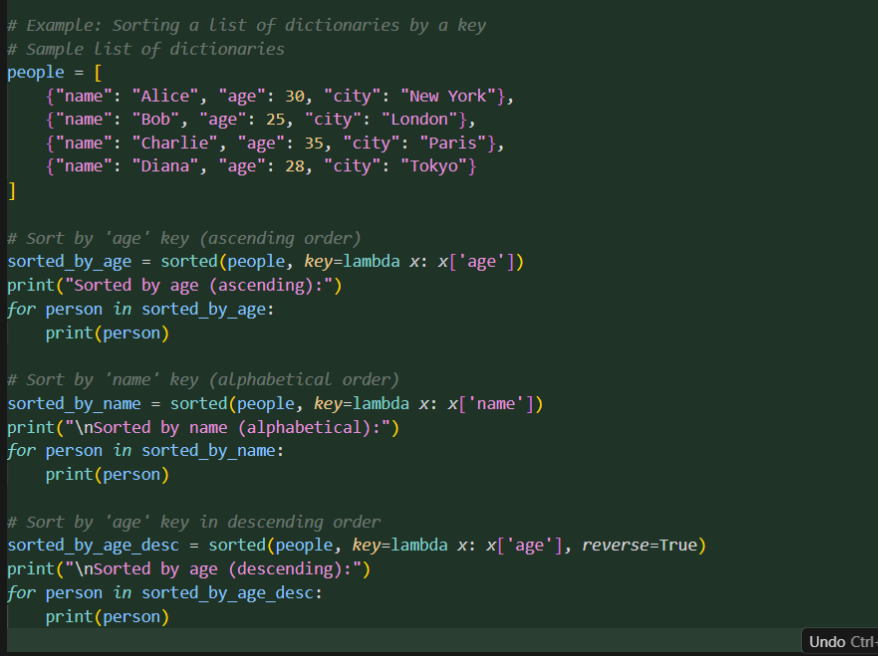 # Example: Sorting a list of dictionaries by a key
# Sample list of dictionaries
people = [
    {"name": "Alice", "age": 30, "city": "New York"},
    {"name": "Bob", "age": 25, "city": "London"},
    {"name": "Charlie", "age": 35, "city": "Paris"},
    {"name": "Diana", "age": 28, "city": "Tokyo"}
]

# Sort by 'age' key (ascending order)
sorted_by_age = sorted(people, key=lambda x: x['age'])
print("Sorted by age (ascending):")
for person in sorted_by_age:
    print(person)

# Sort by 'name' key (alphabetical order)
sorted_by_name = sorted(people, key=lambda x: x['name'])
print("\nSorted by name (alphabetical):")
for person in sorted_by_name:
    print(person)

# Sort by 'age' key in descending order
sorted_by_age_desc = sorted(people, key=lambda x: x['age'], reverse=True)
print("\nSorted by age (descending):")
for person in sorted_by_age_desc:
    print(person)
Undo Ctrl